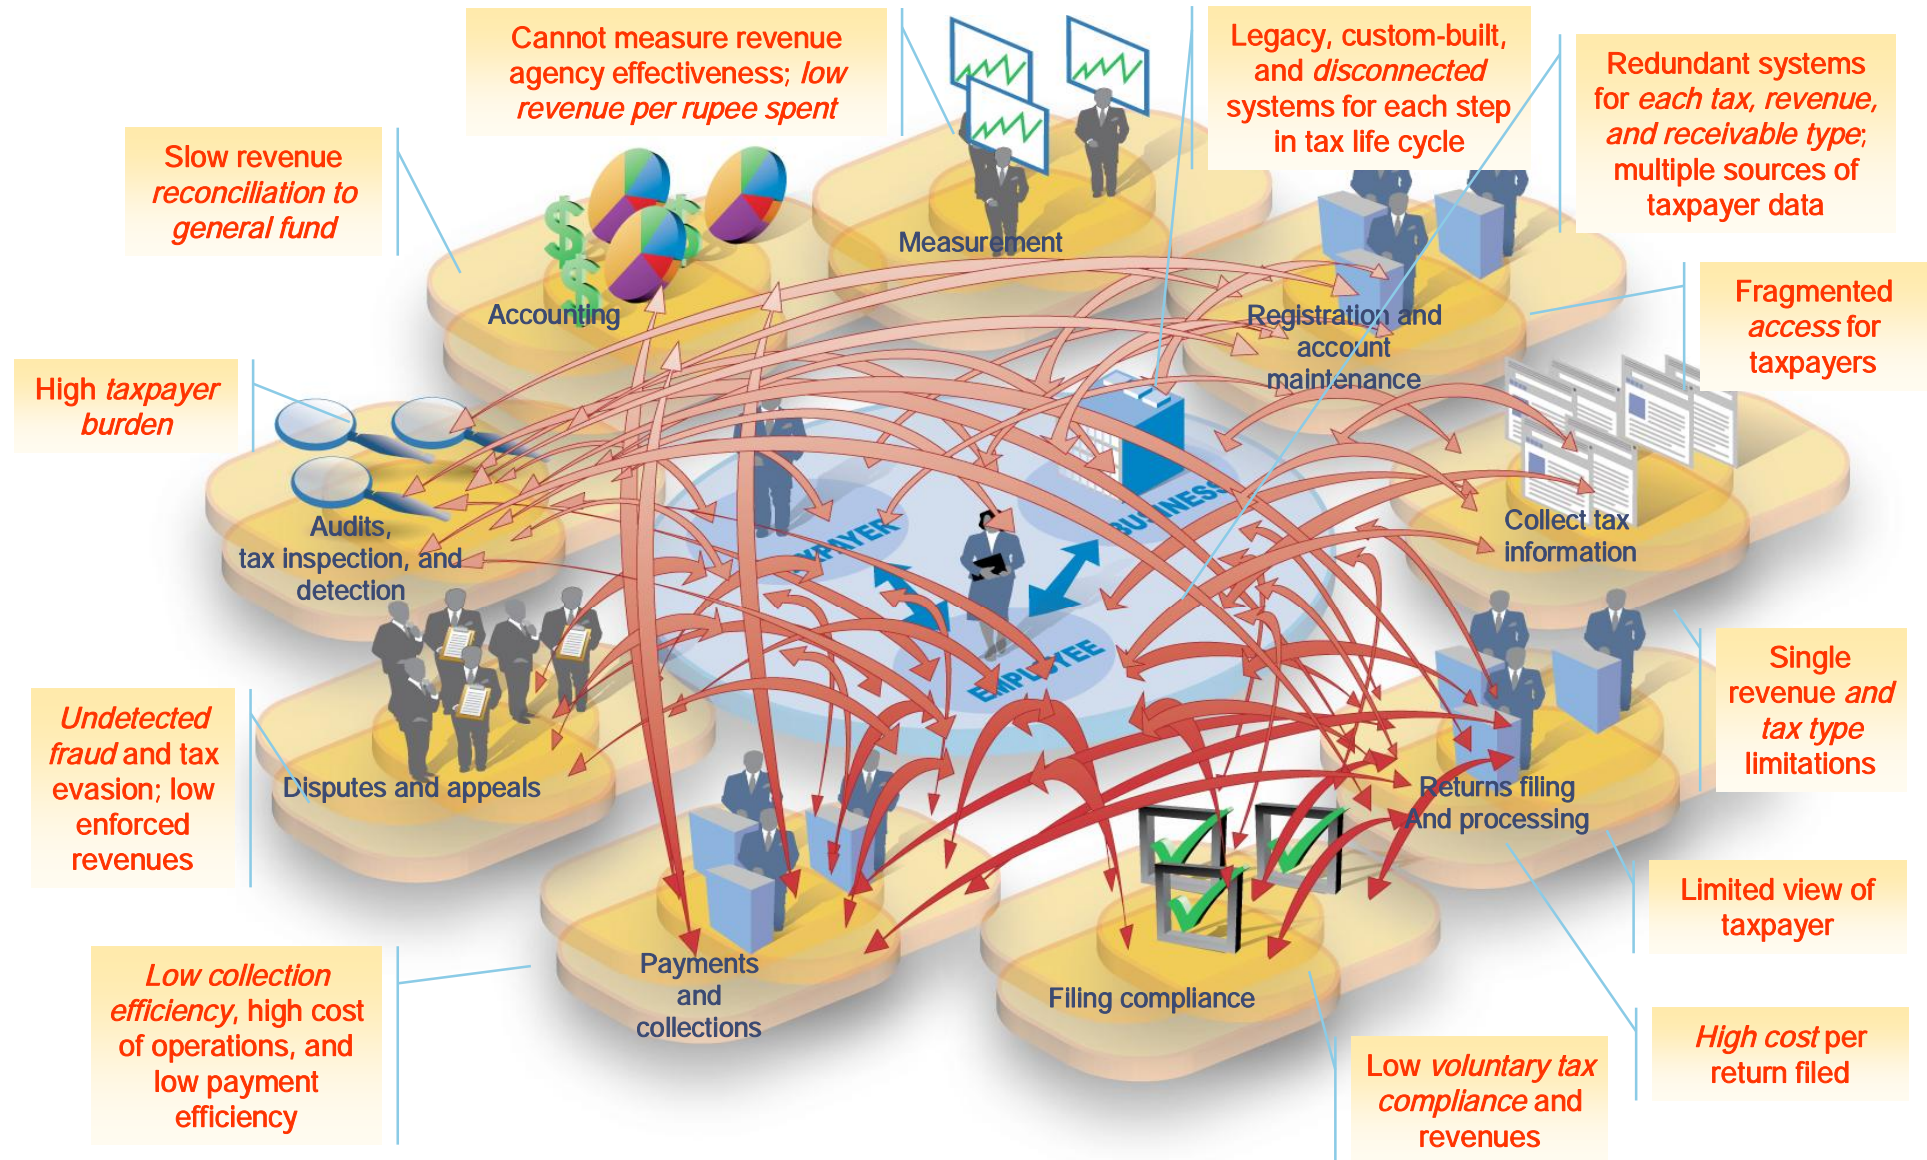 Cannot measure revenue
agency effectiveness; low
revenue per rupee spent
Legacy, custom-built,
and disconnected
systems for each step
in tax life cycle
Redundant systems
for each tax, revenue,
and receivable type;
multiple sources of
taxpayer data
Slow revenue
reconciliation to
general fund
Measurement
Accounting
Registration and
account
maintenance
Fragmented
access for
taxpayers
High taxpayer
burden
Audits,
tax inspection, and
detection
TAXPAYER
BUSINESS
EMPLOYEE
Collect tax
information
Single
revenue and
tax type
limitations
Undetected
fraud and tax
evasion; low
enforced
revenues
Disputes and appeals
Returns filing
And processing
Limited view of
taxpayer
Low collection
efficiency, high cost
of operations, and
low payment
efficiency
Payments
and
collections
Filing compliance
High cost per
return filed
Low voluntary tax
compliance and
revenues